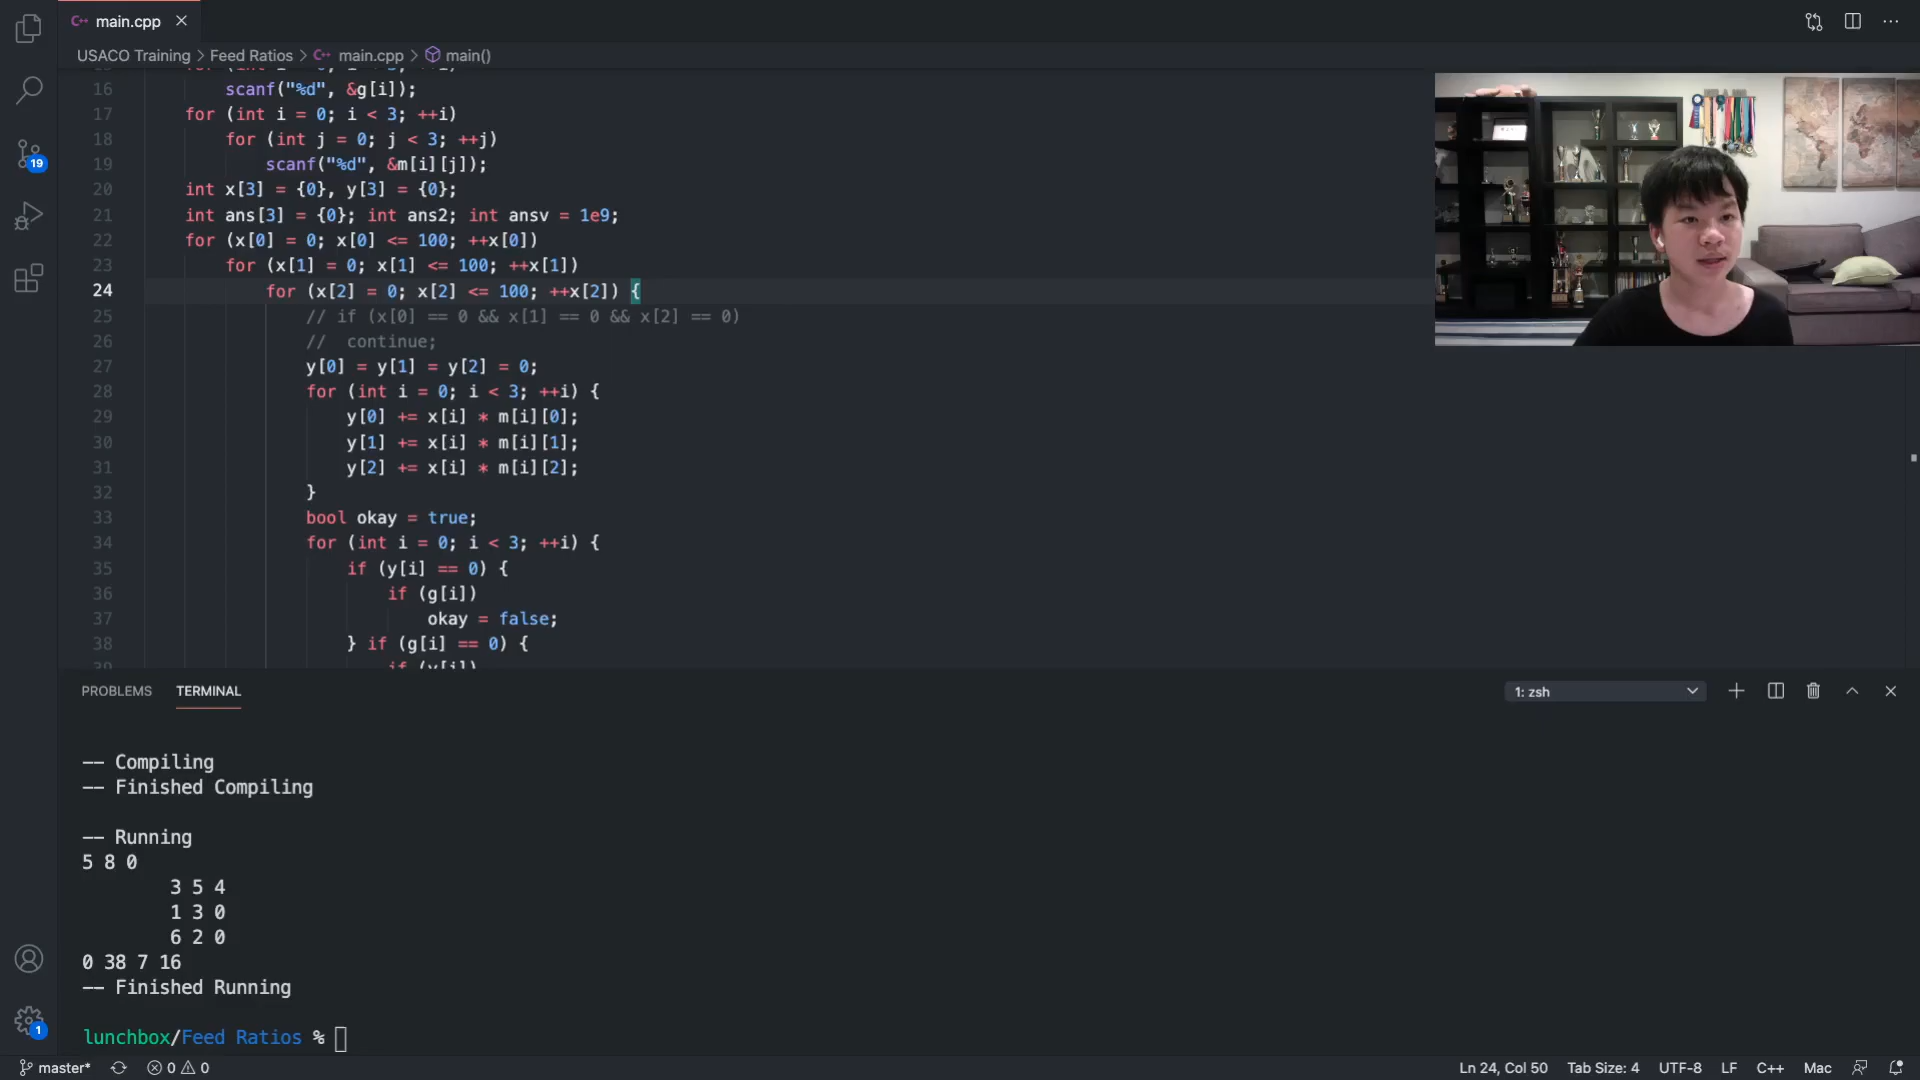 main.cpp
USACO Training > Feed Ratios > main.cpp > main()
16 scanf("%d", &g[i]);
17 for (int i = 0; i < 3; ++i)
18 for (int j = 0; j < 3; ++j)
19 scanf("%d", &m[i][j]);
20 int x[3] = {0}, y[3] = {0};
21 int ans[3] = {0}; int ans2; int ansv = 1e9;
22 for (x[0] = 0; x[0] <= 100; ++x[0])
23 for (x[1] = 0; x[1] <= 100; ++x[1])
24 for (x[2] = 0; x[2] <= 100; ++x[2]) {
25 // if (x[0] == 0 && x[1] == 0 && x[2] == 0)
26 // continue;
27 y[0] = y[1] = y[2] = 0;
28 for (int i = 0; i < 3; ++i) {
29 y[0] += x[i] * m[i][0];
30 y[1] += x[i] * m[i][1];
31 y[2] += x[i] * m[i][2];
32 }
33 bool okay = true;
34 for (int i = 0; i < 3; ++i) {
35 if (y[i] == 0) {
36 if (g[i])
37 okay = false;
38 } if (g[i] == 0) {
19
PROBLEMS TERMINAL 1: zsh
-- Compiling
-- Finished Compiling
-- Running
5 8 0
3 5 4
1 3 0
6 2 0
0 38 7 16
-- Finished Running
lunchbox/Feed Ratios %
1
master* 0 0 Ln 24, Col 50 Tab Size: 4 UTF-8 LF C++ Mac